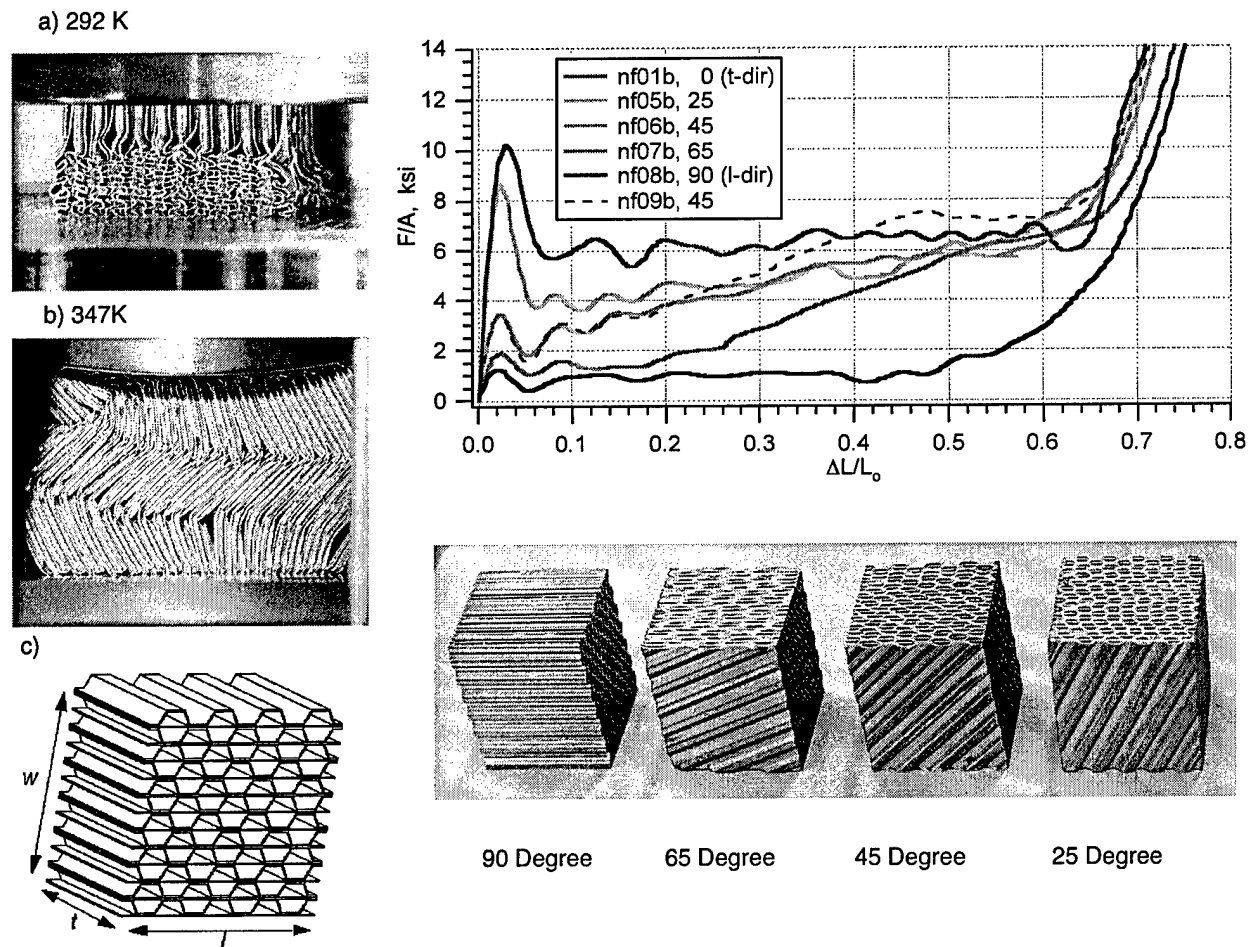 a) 292 K
b) 347K
c)
w
t
l
14
12
10
8
6
4
2
0
F/A, ksi
nf01b, 0 (t-dir)
nf05b, 25
nf06b, 45
nf07b, 65
nf08b, 90 (l-dir)
nf09b, 45
0.0 0.1 0.2 0.3 0.4 0.5 0.6 0.7 0.8
ΔL/Lo
90 Degree 65 Degree 45 Degree 25 Degree